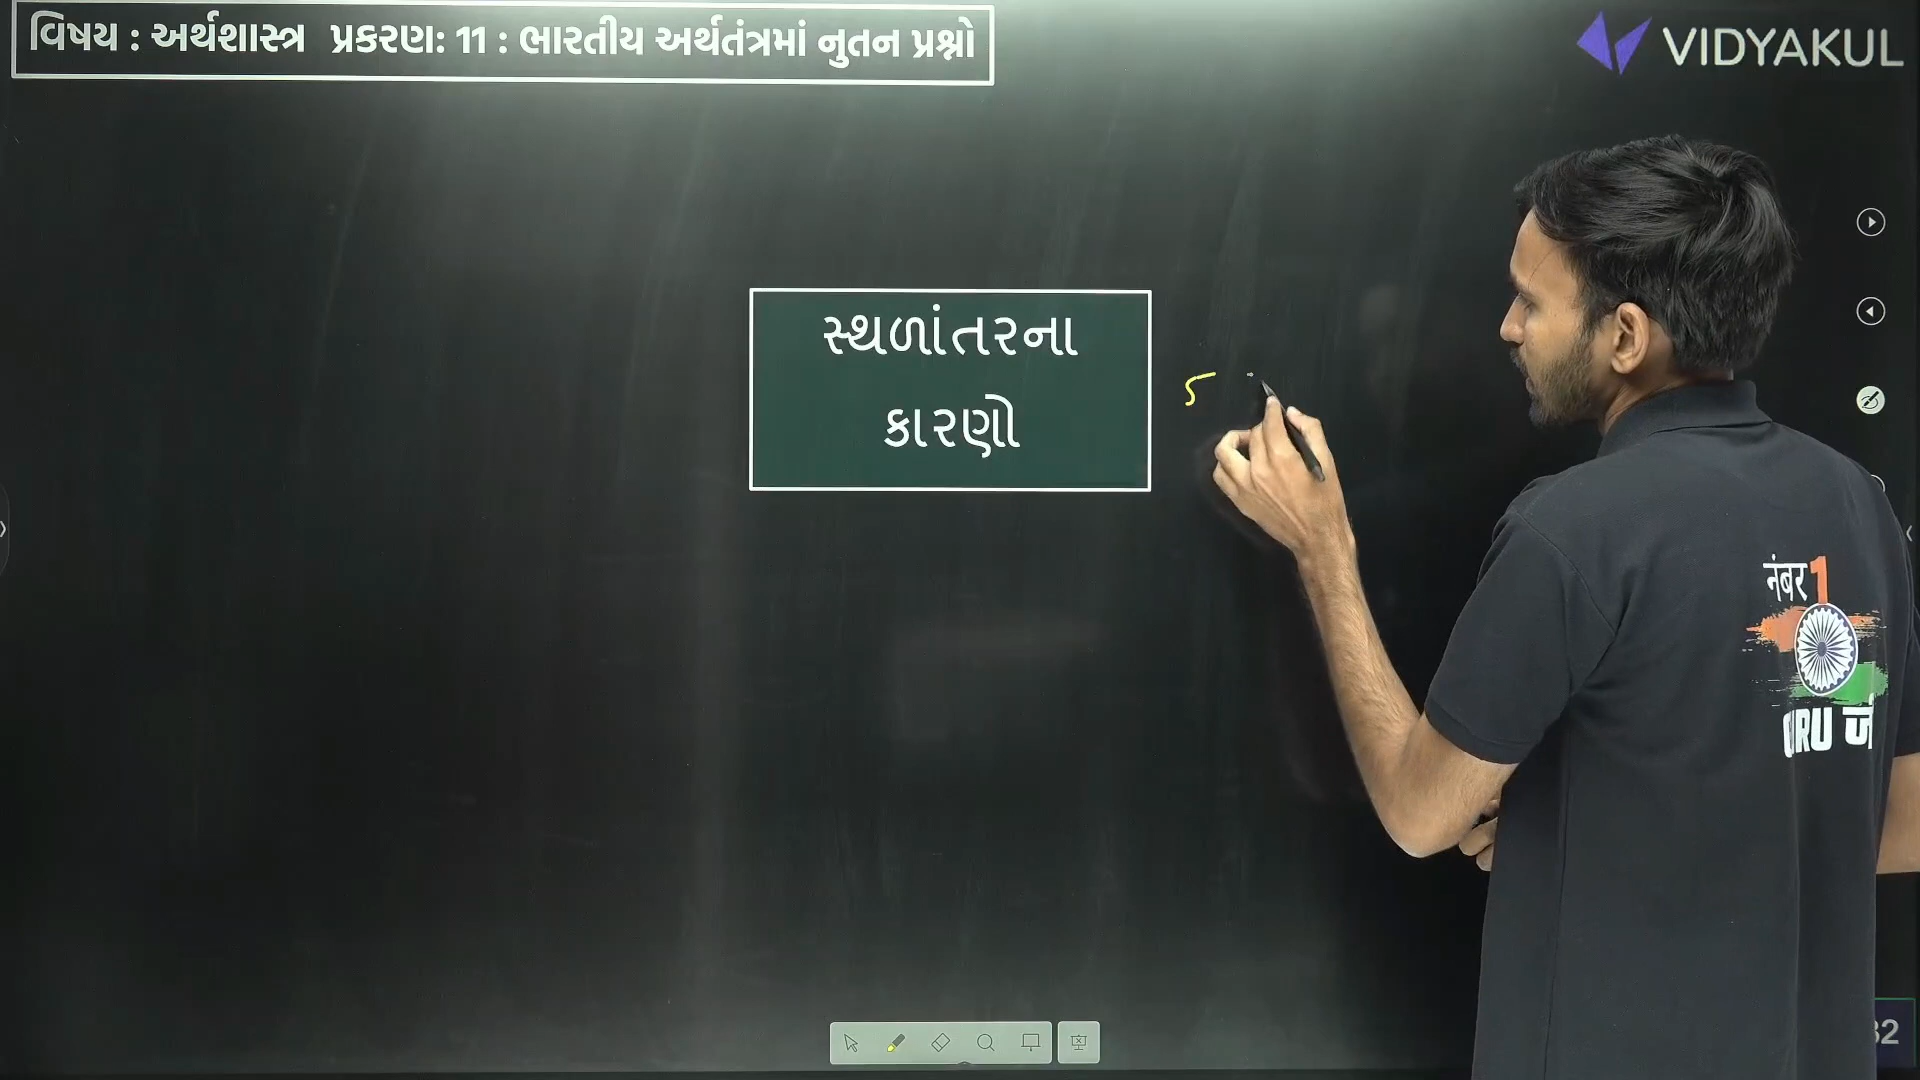 વિષય : અર્થશાસ્ત્ર પ્રકરણ: 11 : ભારતીય અર્થતંત્રમાં નુતન પ્રશ્નો
VIDYAKUL
સ્થળાંતરના
કારણો
नंबर 1